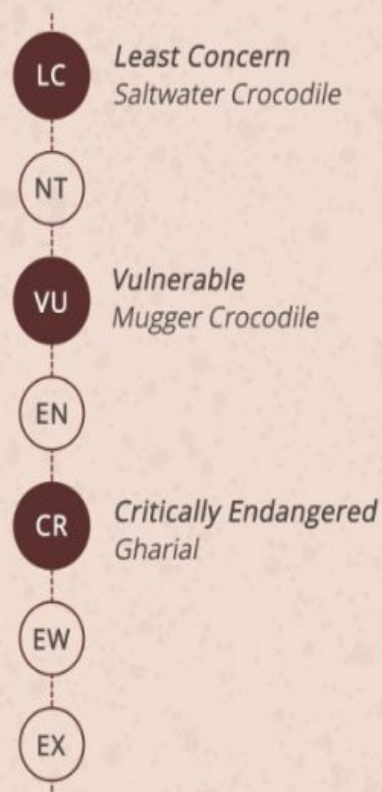 LC
Least Concern
Saltwater Crocodile
NT
VU
Vulnerable
Mugger Crocodile
EN
CR
Critically Endangered
Gharial
EW
EX